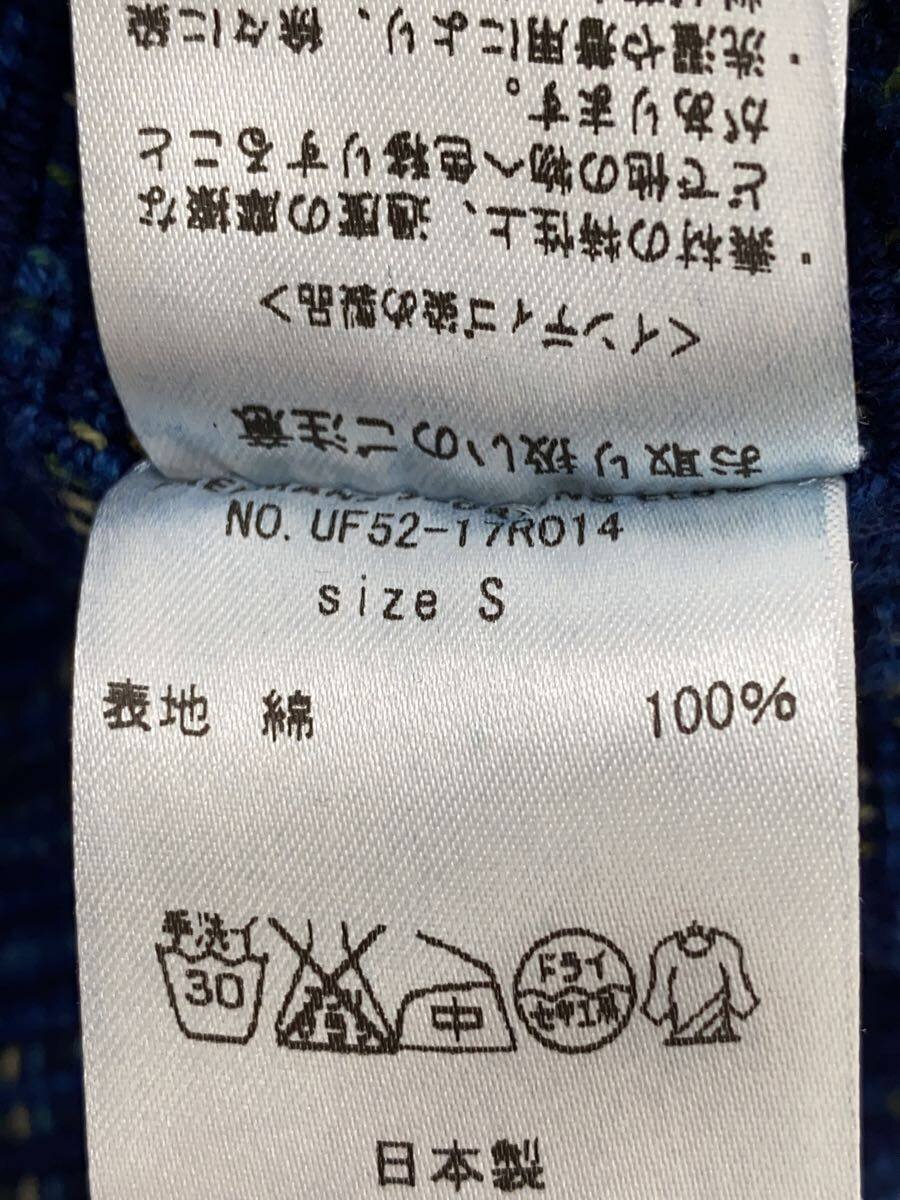 お取り扱いのご注意
<インディゴ染め製品>
・素材の特性上、過度の摩擦な
どで他の物へ色移りすること
があります。
・洗濯や着用により、徐々に染
NO. UF52-17R014
size S
表地 綿 100%
手洗イ
30
中
ドライ
セキユ系
日本製